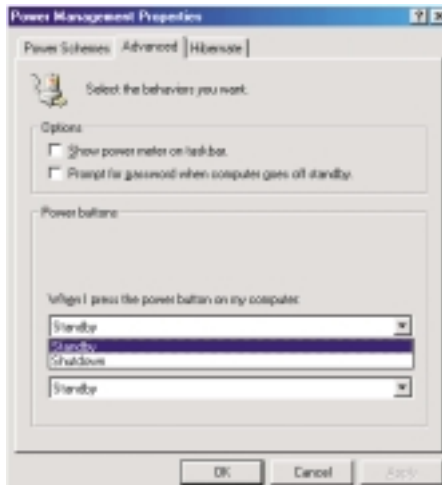 Power Management Properties
Power Schemes Advanced Hibernate
Select the behaviors you want.
Options
Show power meter on taskbar.
Prompt for password when computer goes off standby.
Power buttons
When I press the power button on my computer:
Standby
Standby
Shutdown
Standby
OK Cancel Apply